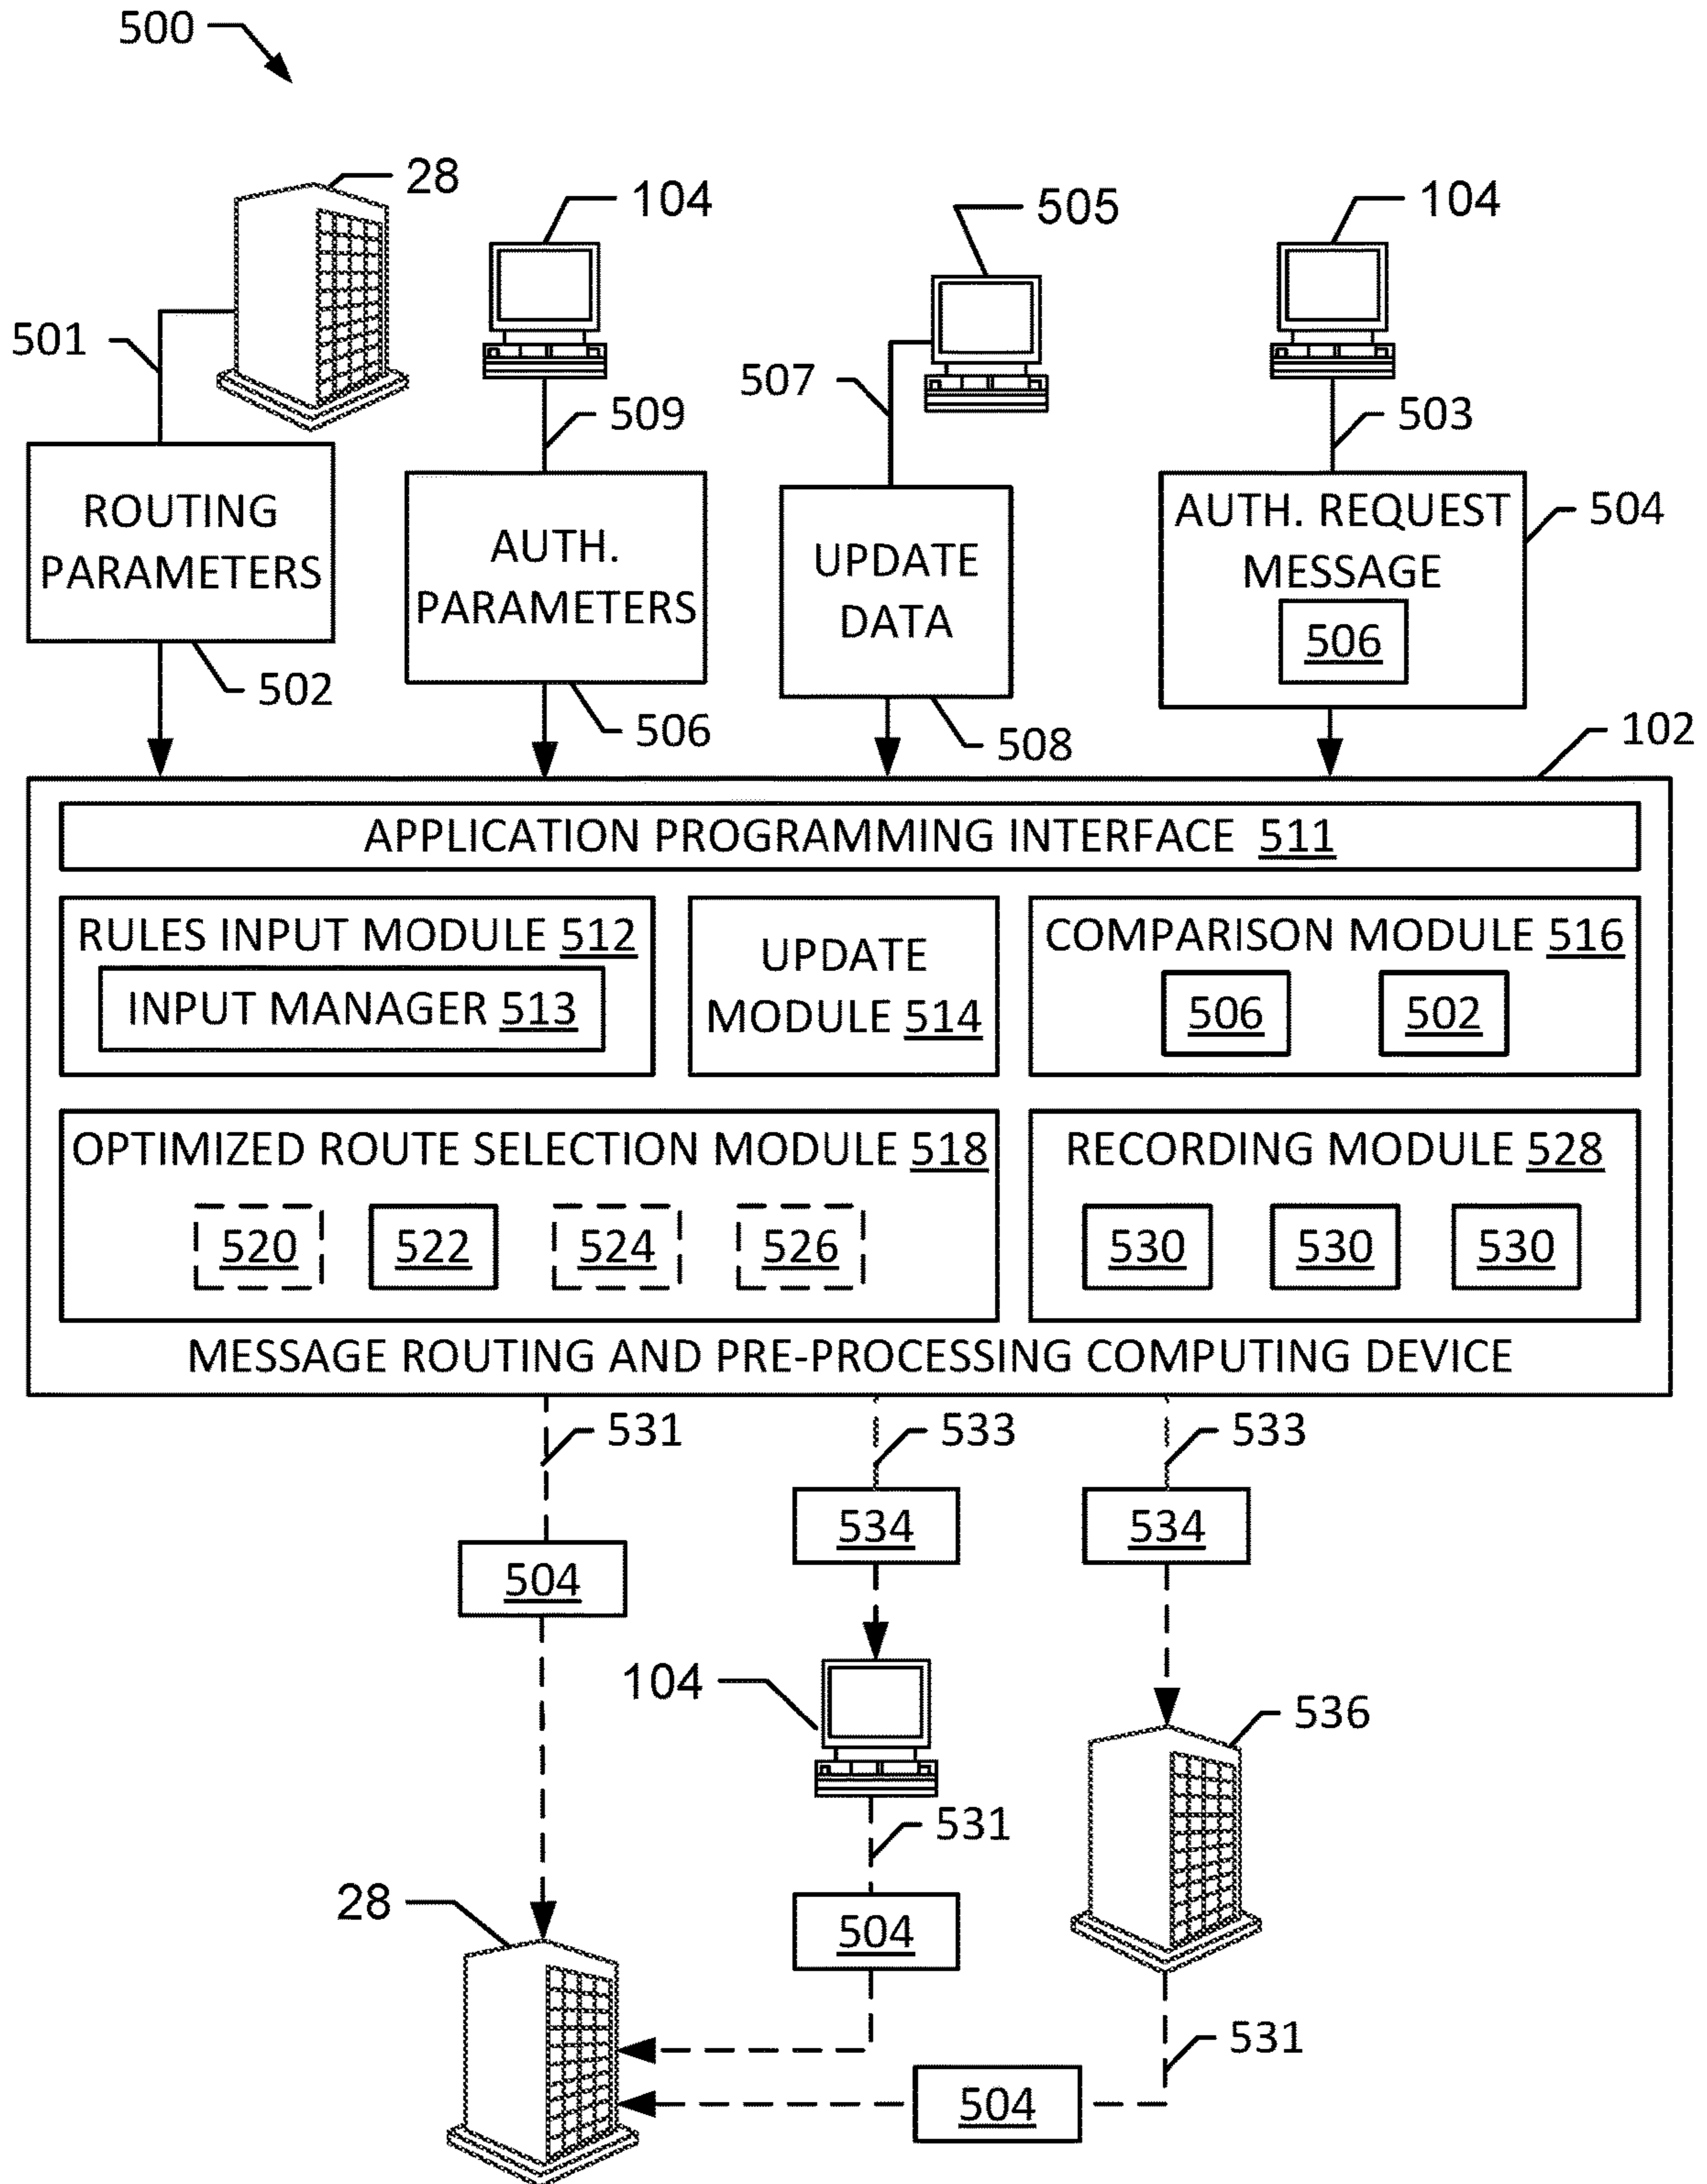 500
28
104
505
104
501
509
507
503
ROUTING
PARAMETERS
AUTH.
PARAMETERS
UPDATE
DATA
AUTH. REQUEST
MESSAGE
506
504
502
506
508
102
APPLICATION PROGRAMMING INTERFACE 511
RULES INPUT MODULE 512
INPUT MANAGER 513
UPDATE
MODULE 514
COMPARISON MODULE 516
506 502
OPTIMIZED ROUTE SELECTION MODULE 518
520 522 524 526
RECORDING MODULE 528
530 530 530
MESSAGE ROUTING AND PRE-PROCESSING COMPUTING DEVICE
531
533
533
534
534
504
104
536
531
28
504
531
504